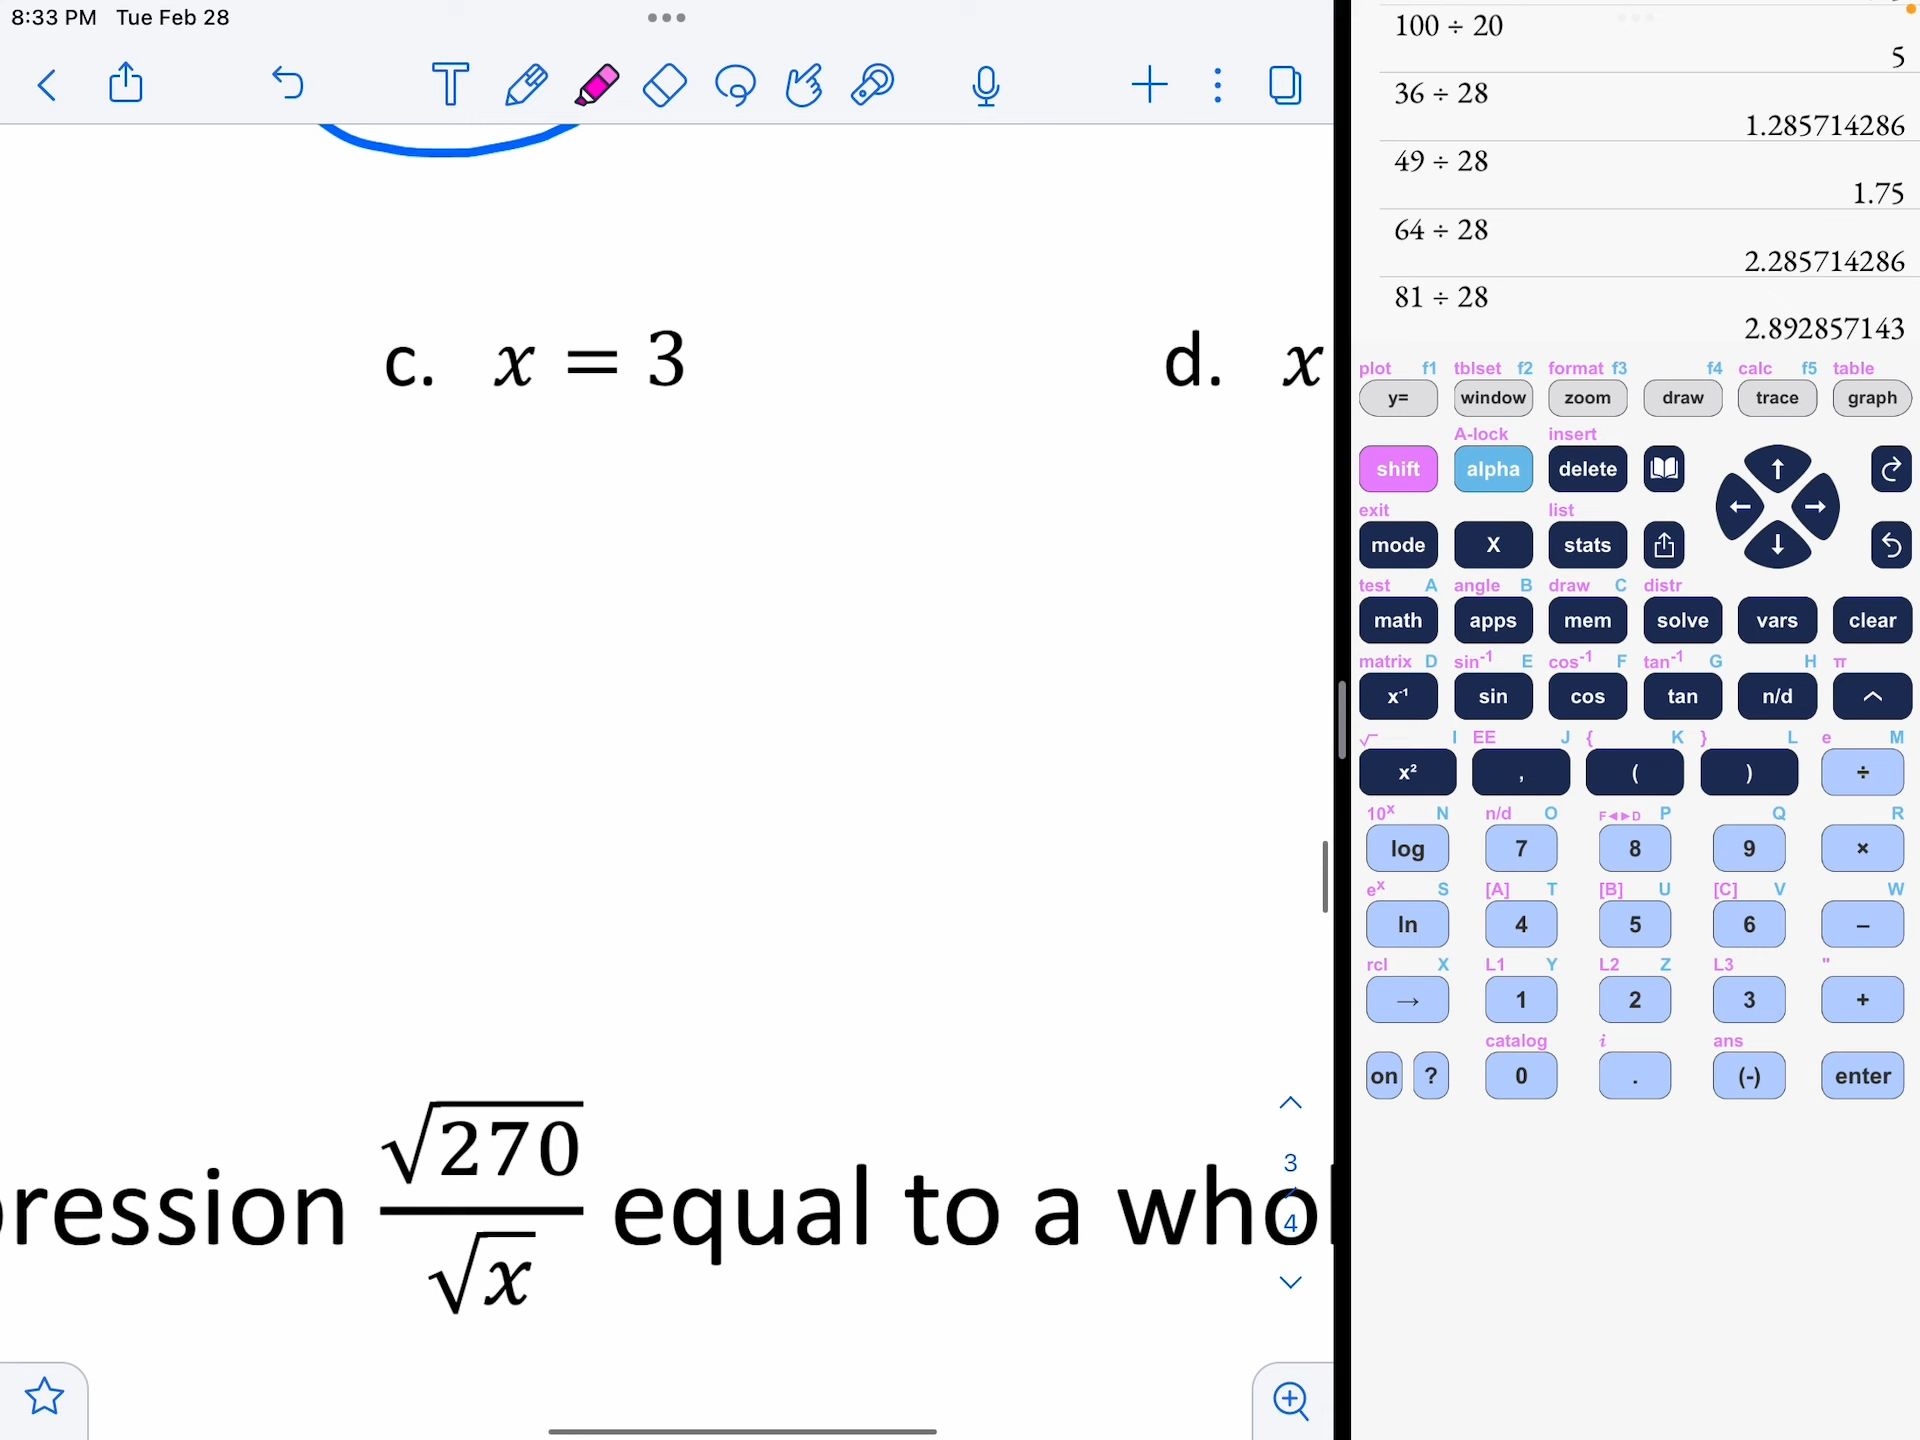 8:33 PM Tue Feb 28
c. x = 3
d. x
pression √270 / √x equal to a whol
3
4
100 ÷ 20
5
36 ÷ 28
1.285714286
49 ÷ 28
1.75
64 ÷ 28
2.285714286
81 ÷ 28
2.892857143
plot f1 tblset f2 format f3 f4 calc f5 table
y= window zoom draw trace graph
A-lock insert
shift alpha delete
exit list
mode X stats
test A angle B draw C distr
math apps mem solve vars clear
matrix D sin⁻¹ E cos⁻¹ F tan⁻¹ G H π
x⁻¹ sin cos tan n/d ^
√ I EE J { K } L e M
x² , ( ) ÷
10ˣ N n/d O F◄►D P Q R
log 7 8 9 ×
eˣ S [A] T [B] U [C] V W
ln 4 5 6 −
rcl X L1 Y L2 Z L3 "
→ 1 2 3 +
catalog i ans
on ? 0 . (-) enter